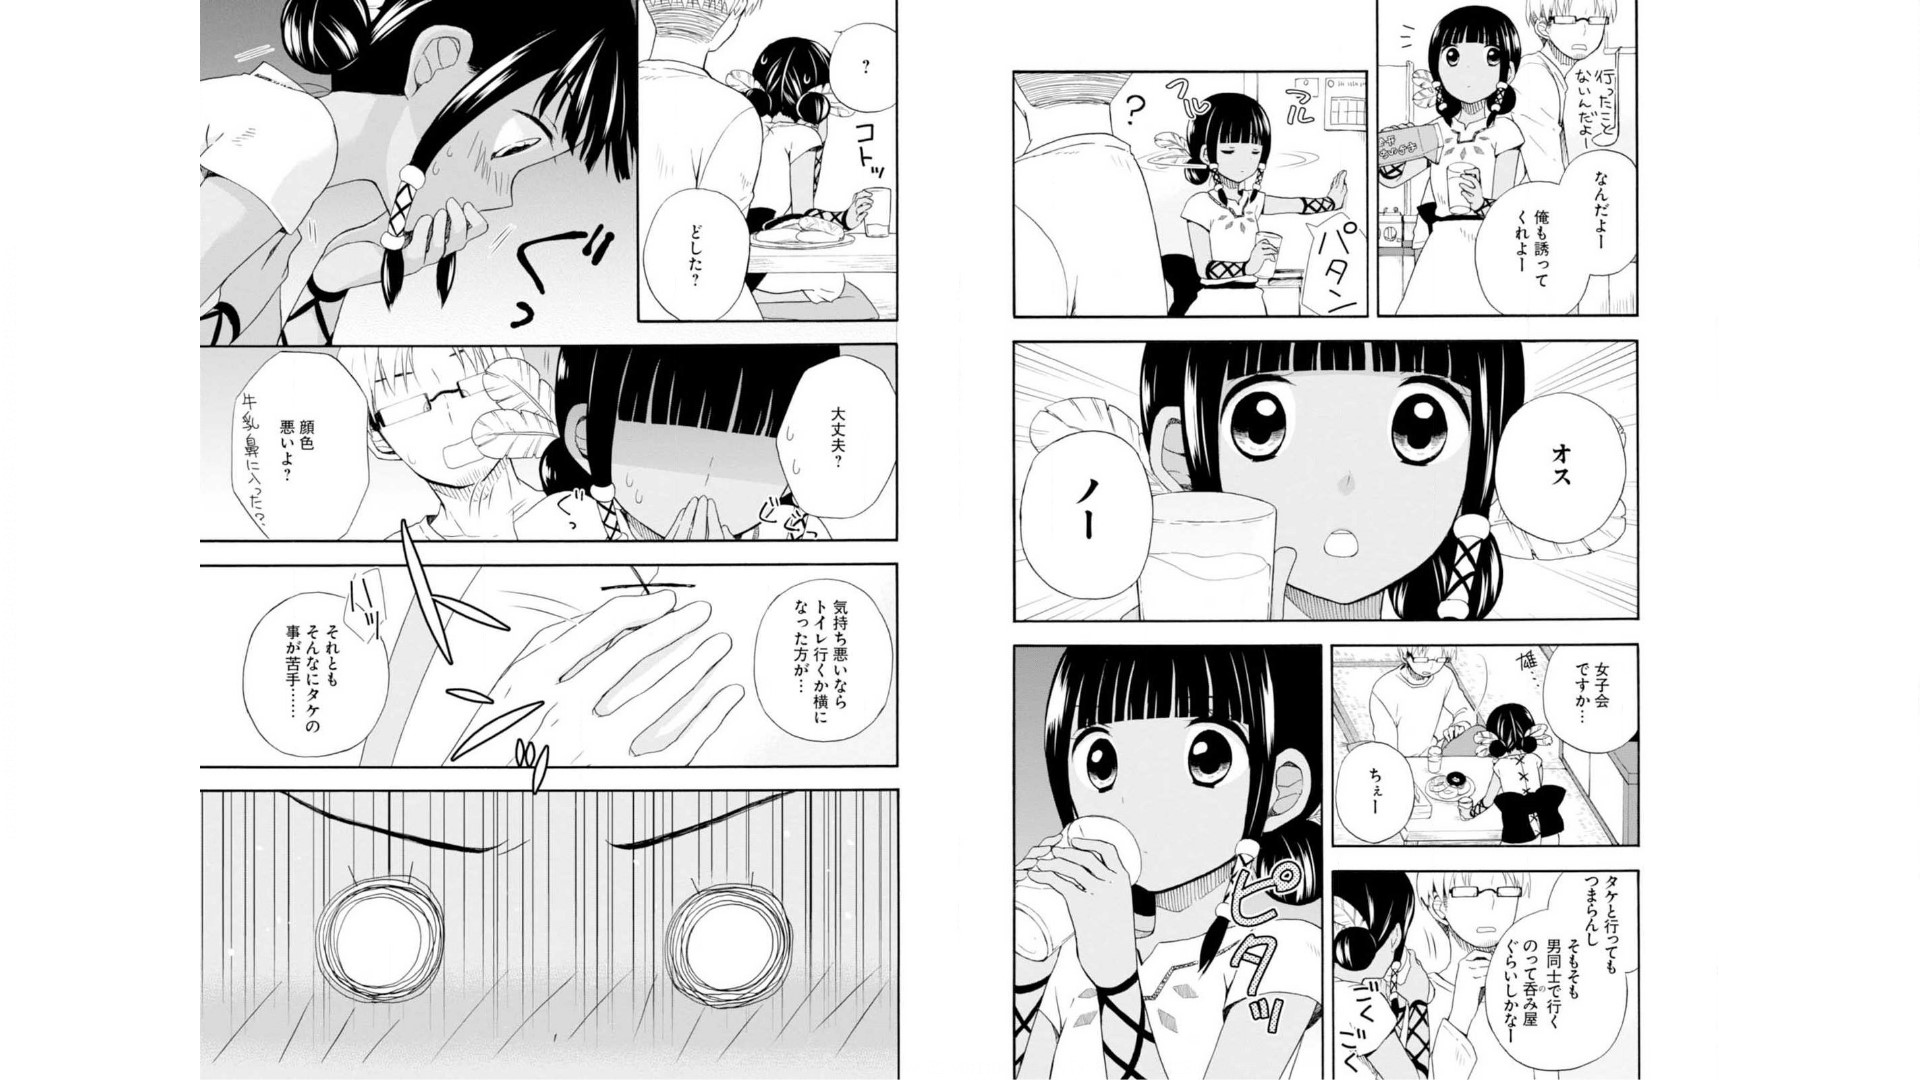 行ったこと
ないんだよー
なんだよー
俺も誘って
くれよー
フル
フル
?
パタン
オス
ノー
女子会
ですか…
雄…
ちぇー
タケと行っても
つまらんし
そもそも
男同士で行く
のって呑み屋
の
ぐらいしかなー
ごくごく
ピタッ
?
コトッ
どした?
ぐっ
大丈夫?
顔色
悪いよ?
牛乳鼻に入った?
ぐっ
気持ち悪いなら
トイレ行くか横に
なった方が…
ハッ
それとも
そんなにタケの
事が苦手……